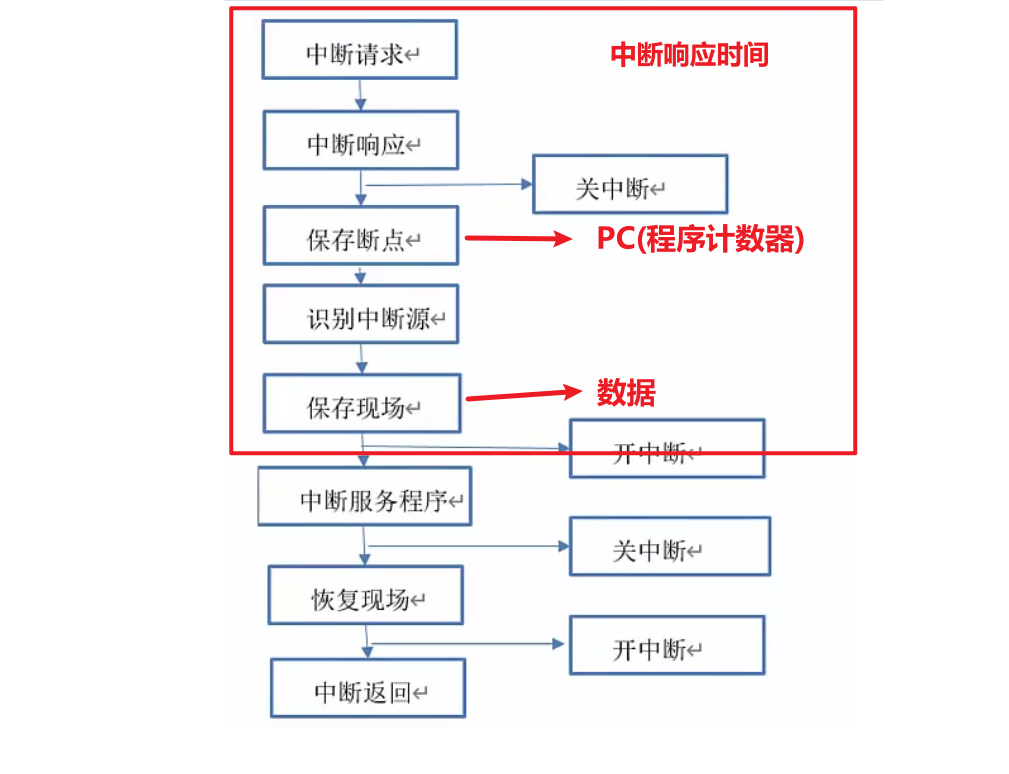 中断请求↵
中断响应时间
中断响应↵
关中断↵
保存断点↵
PC(程序计数器)
识别中断源↵
保存现场↵
数据
开中断↵
中断服务程序↵
关中断↵
恢复现场↵
开中断↵
中断返回↵